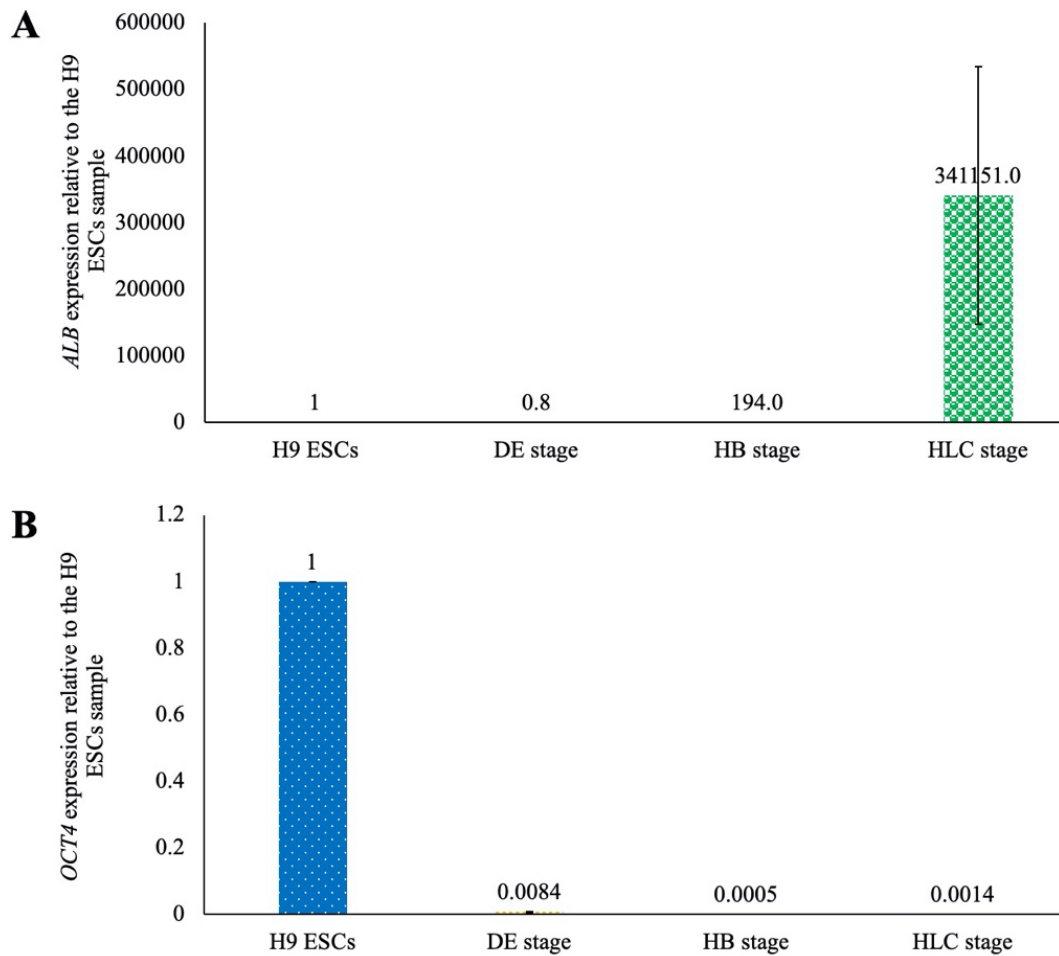 A
ALB expression relative to the H9
ESCs sample
600000
500000
400000
300000
200000
100000
0
1
0.8
194.0
341151.0
H9 ESCs
DE stage
HB stage
HLC stage
B
OCT4 expression relative to the H9
ESCs sample
1.2
1
0.8
0.6
0.4
0.2
0
1
0.0084
0.0005
0.0014
H9 ESCs
DE stage
HB stage
HLC stage